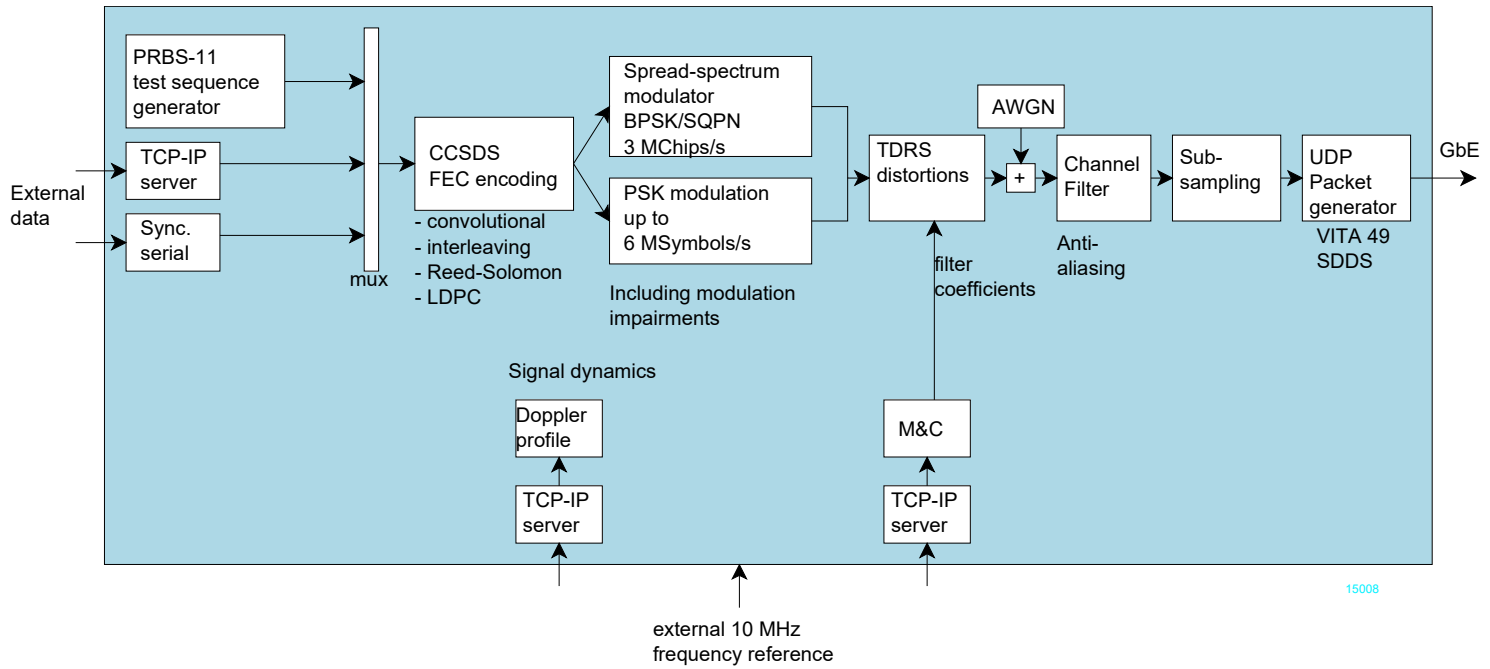 PRBS-11
test sequence
generator
TCP-IP
server
Sync.
serial
External
data
mux
CCSDS
FEC encoding
- convolutional
- interleaving
- Reed-Solomon
- LDPC
Spread-spectrum
modulator
BPSK/SQPN
3 MChips/s
PSK modulation
up to
6 MSymbols/s
Including modulation
impairments
TDRS
distortions
AWGN
+
Channel
Filter
Anti-
aliasing
Sub-
sampling
UDP
Packet
generator
VITA 49
SDDS
GbE
filter
coefficients
Signal dynamics
Doppler
profile
TCP-IP
server
M&C
TCP-IP
server
external 10 MHz
frequency reference
15008